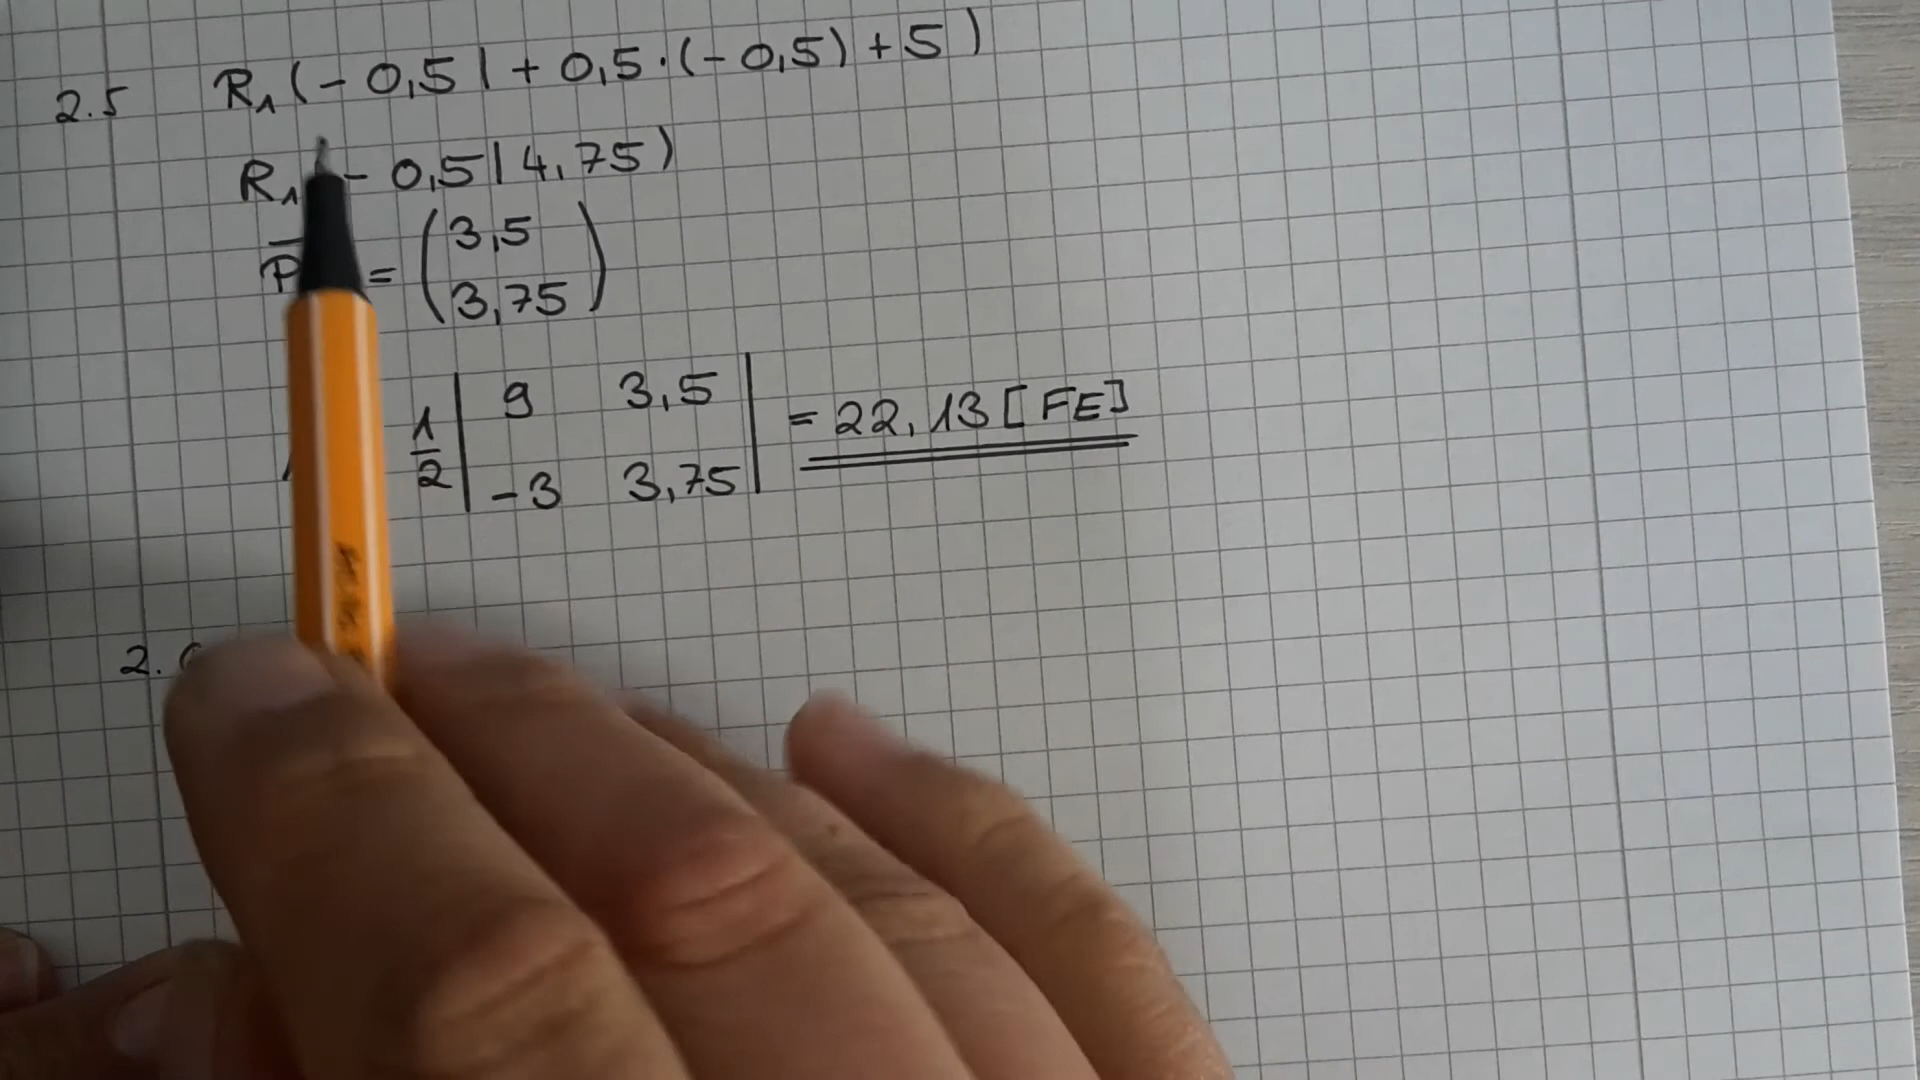 2.5 R₁(-0,5|+0,5·(-0,5)+5)
R₁ -0,5|4,75)
P = (3,5
3,75)
1/2 |9 3,5
-3 3,75| = 22,13 [FE]
2.